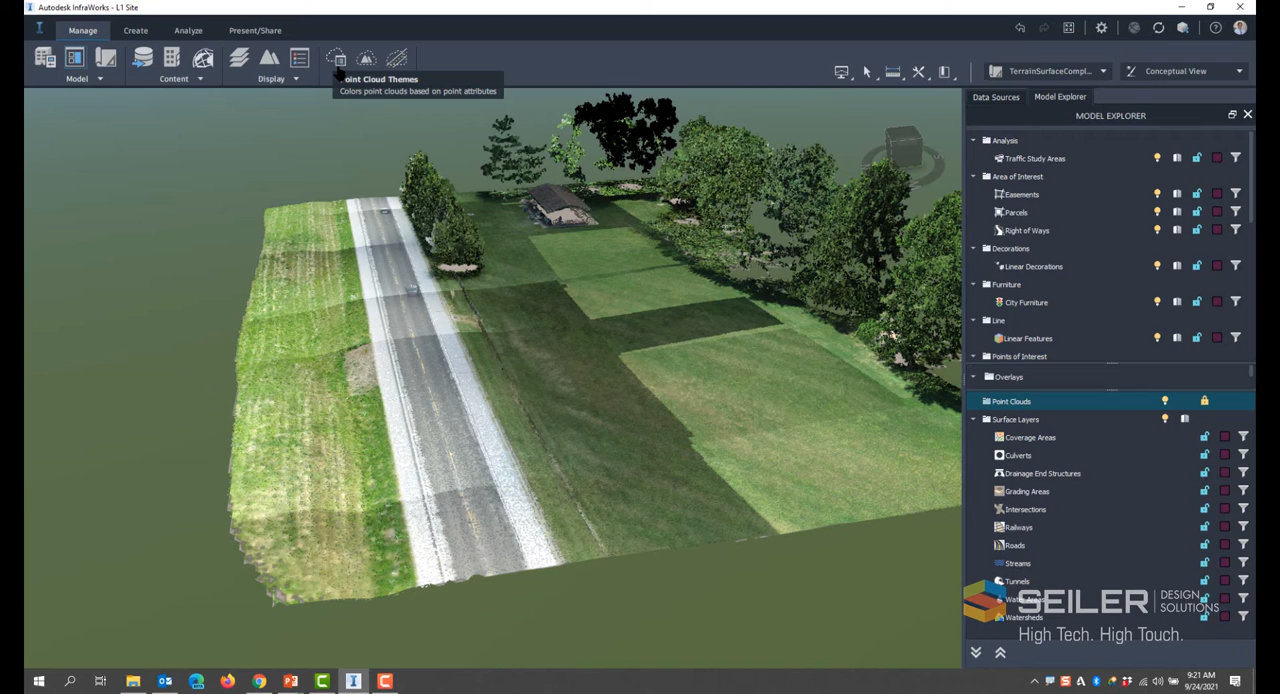 Autodesk InfraWorks - L1 Site
Manage
Create
Analyze
Present/Share
Model
Content
Display
Point Cloud Themes
Colors point clouds based on point attributes
TerrainSurfaceCompl...
Conceptual View
Data Sources
Model Explorer
MODEL EXPLORER
Analysis
Traffic Study Areas
Area of Interest
Easements
Parcels
Right of Ways
Decorations
Linear Decorations
Furniture
City Furniture
Line
Linear Features
Points of Interest
Overlays
Point Clouds
Surface Layers
Coverage Areas
Culverts
Drainage End Structures
Grading Areas
Intersections
Railways
Roads
Streams
Tunnels
Water Areas
Watersheds
SEILER
DESIGN
SOLUTIONS
High Tech. High Touch.
9:21 AM
9/24/2021